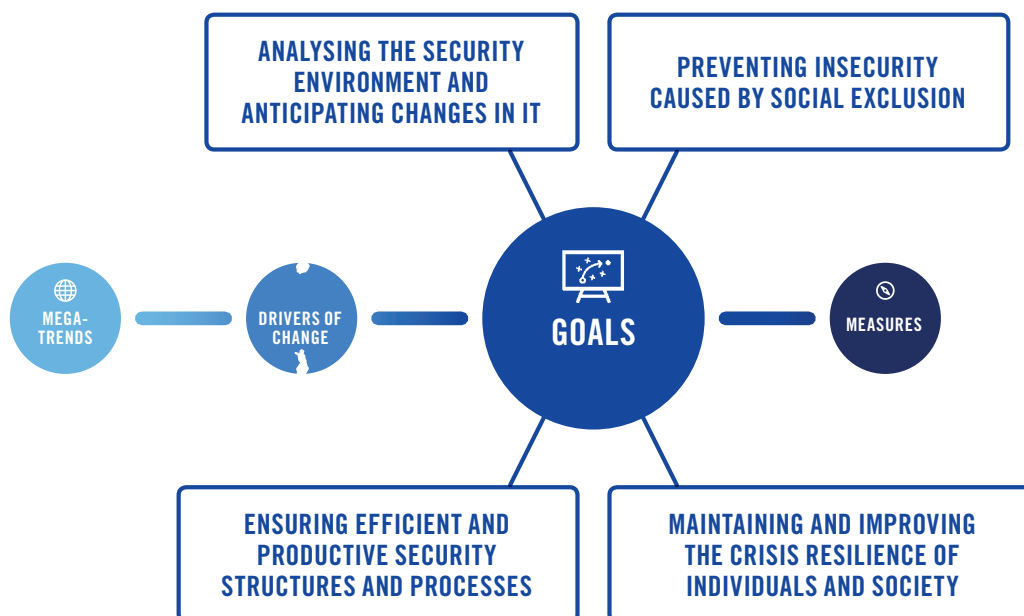 ANALYSING THE SECURITY
ENVIRONMENT AND
ANTICIPATING CHANGES IN IT
PREVENTING INSECURITY
CAUSED BY SOCIAL EXCLUSION
MEGA-
TRENDS
DRIVERS OF
CHANGE
GOALS
MEASURES
ENSURING EFFICIENT AND
PRODUCTIVE SECURITY
STRUCTURES AND PROCESSES
MAINTAINING AND IMPROVING
THE CRISIS RESILIENCE OF
INDIVIDUALS AND SOCIETY